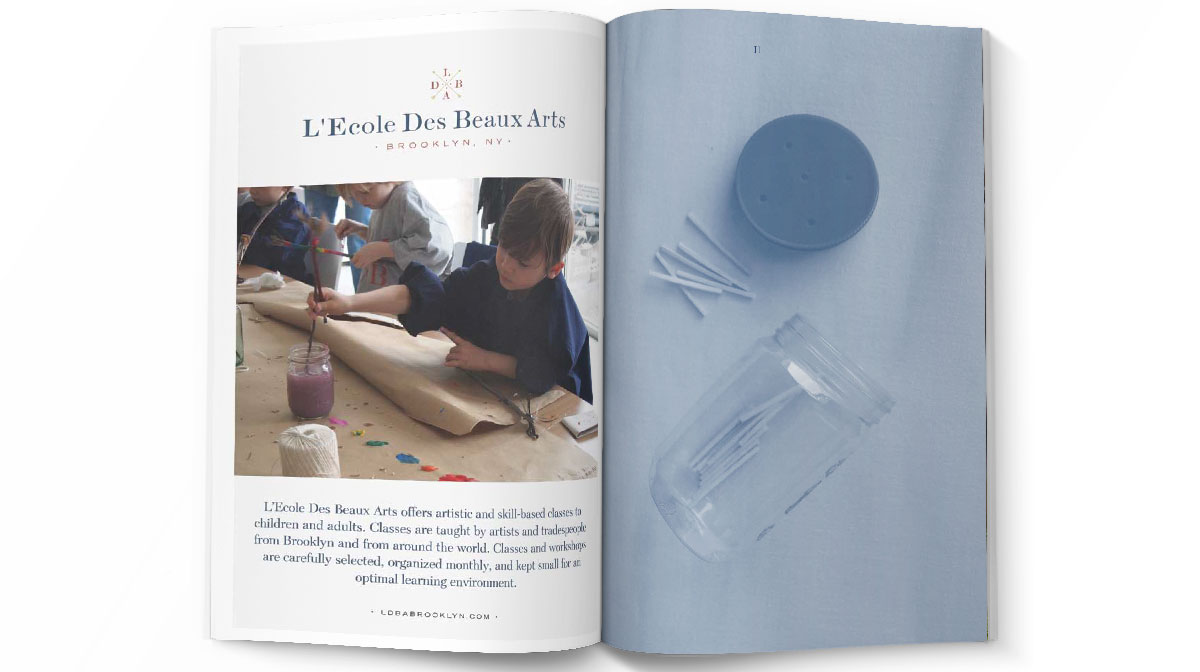 L
D B
A
L'Ecole Des Beaux Arts
· BROOKLYN, NY ·
L'Ecole Des Beaux Arts offers artistic and skill-based classes to
children and adults. Classes are taught by artists and tradespeople
from Brooklyn and from around the world. Classes and workshops
are carefully selected, organized monthly, and kept small for an
optimal learning environment.
· LDBABROOKLYN.COM ·